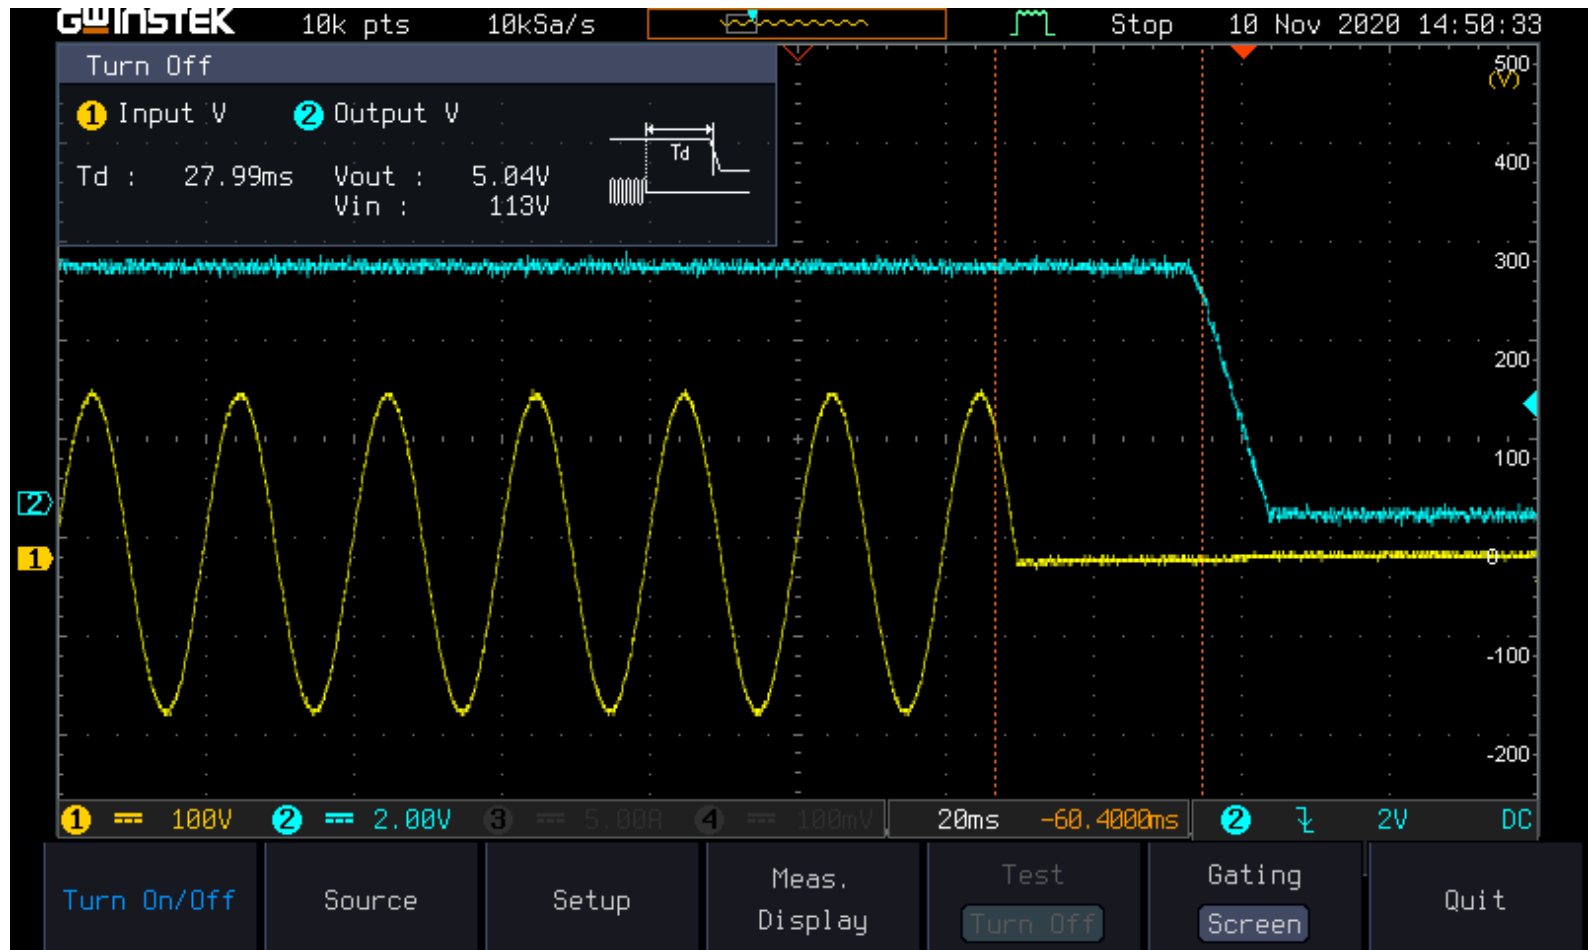 GWINSTEK 10k pts 10kSa/s Stop 10 Nov 2020 14:50:33
Turn Off
1 Input V 2 Output V
Td : 27.99ms Vout : 5.04V
Vin : 113V
Td
500
(V)
400
300
200
100
0
-100
-200
2
1
1 100V 2 2.00V 3 5.00A 4 100mV 20ms -60.4000ms 2 2V DC
Turn On/Off
Source
Setup
Meas.
Display
Test
Turn Off
Gating
Screen
Quit